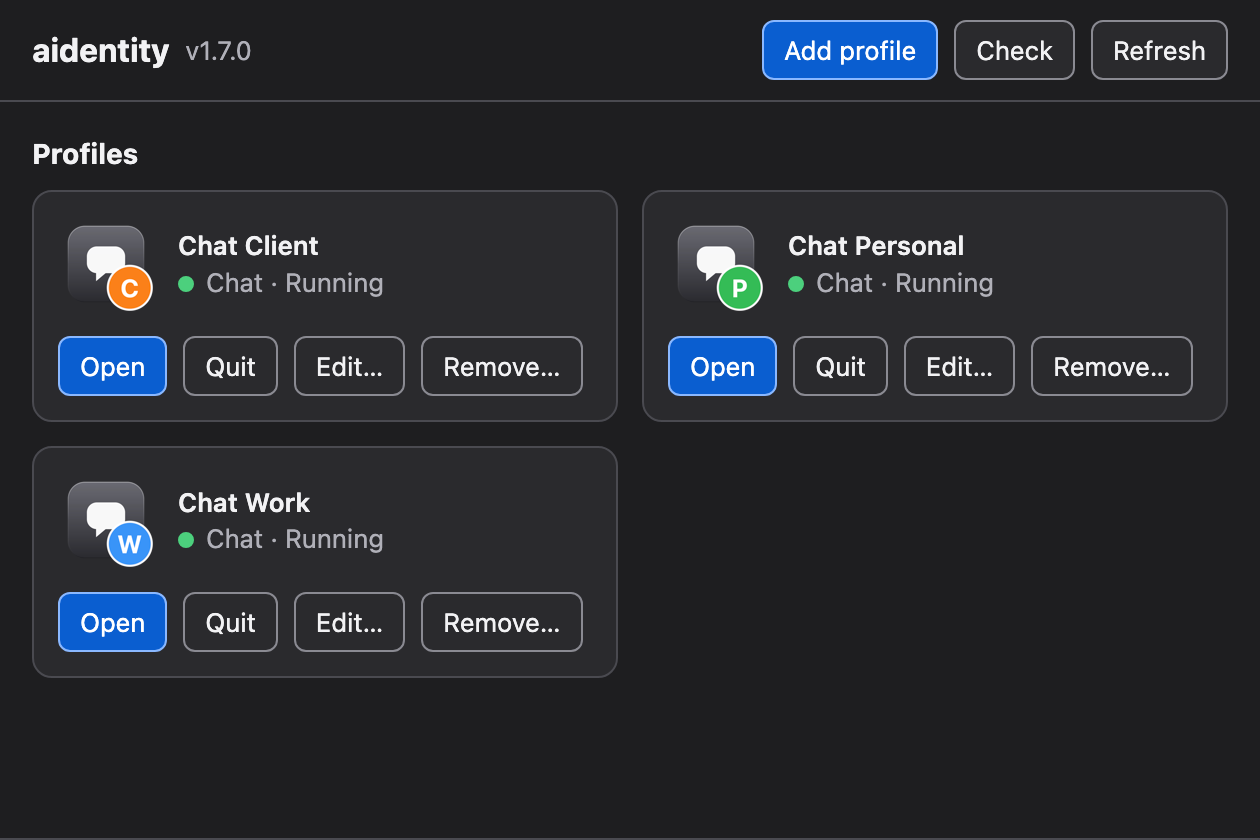 aidentity v1.7.0 Add profile Check Refresh
Profiles
Chat Client
C Chat · Running
Open Quit Edit... Remove...
Chat Personal
P Chat · Running
Open Quit Edit... Remove...
Chat Work
W Chat · Running
Open Quit Edit... Remove...